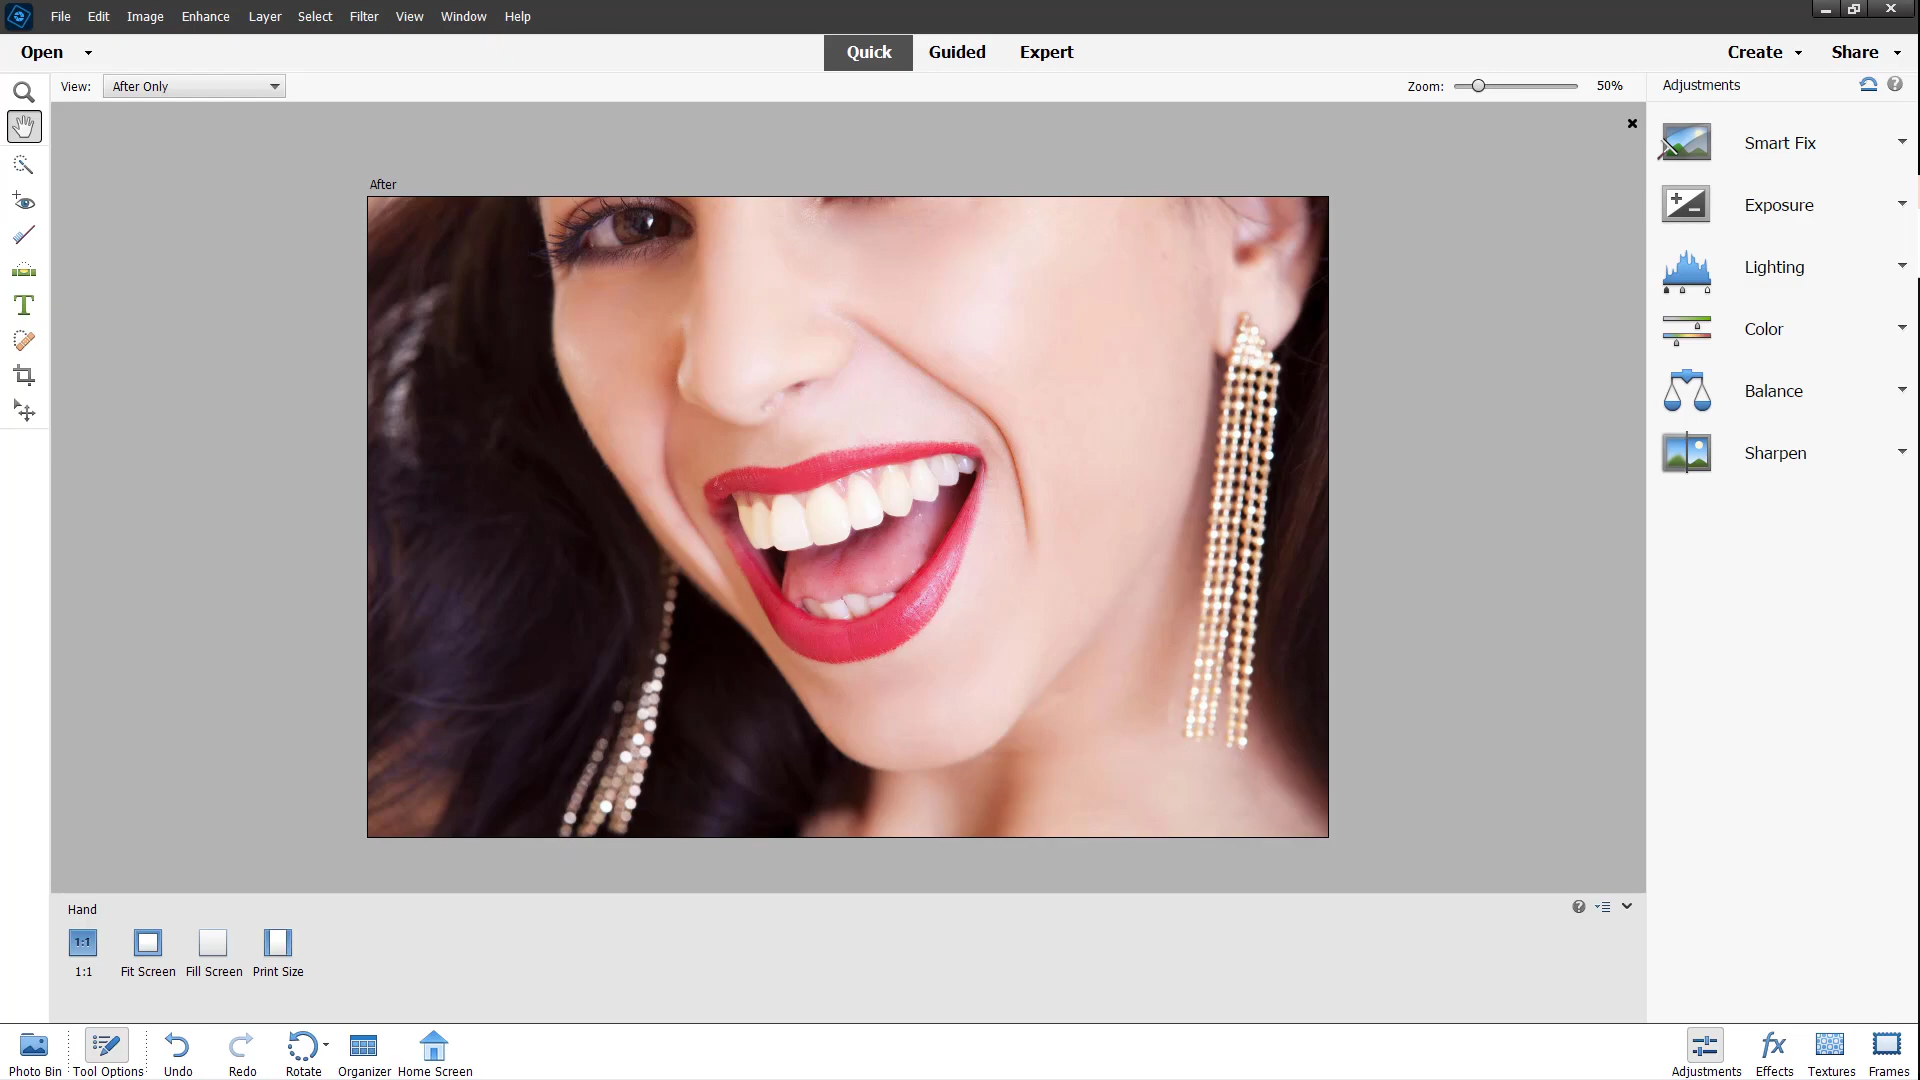 File Edit Image Enhance Layer Select Filter View Window Help
Open Quick Guided Expert Create Share
View: After Only Zoom: 50% Adjustments
After
Smart Fix
Exposure
Lighting
Color
Balance
Sharpen
T
Hand
1:1
1:1 Fit Screen Fill Screen Print Size
fx
Photo Bin Tool Options Undo Redo Rotate Organizer Home Screen Adjustments Effects Textures Frames